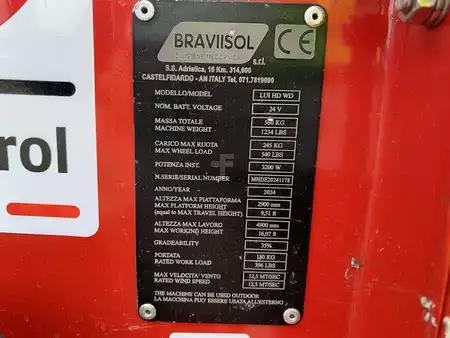 BRAVIISOL
s.r.l.
CE
S.S. Adriatica, 16 Km. 314,600
CASTELFIDARDO - AN ITALY Tel. 071.7819090
MODELLO/MODEL LUI HD WD
NOM. BATT. VOLTAGE 24 V
MASSA TOTALE 560 KG
MACHINE WEIGHT 1234 LBS
CARICO MAX RUOTA 245 KG
MAX WHEEL LOAD 540 LBS
POTENZA INST. 3200 W
N.SERIE/SERIAL NUMBER MHDE20241178
ANNO/YEAR 2024
ALTEZZA MAX PIATTAFORMA 2900 mm
MAX PLATFORM HEIGHT
(equal to MAX TRAVEL HEIGHT) 9,51 ft
ALTEZZA MAX LAVORO 4900 mm
MAX WORKING HEIGHT 16,07 ft
GRADEABILITY 35%
PORTATA 180 KG
RATED WORK LOAD 396 LBS
MAX VELOCITA' VENTO 12,5 MT/SEC
RATED WIND SPEED 12,5 MT/SEC
THE MACHINE CAN BE USED OUTDOOR
LA MACCHINA PUO' ESSERE USATA ALL'ESTERNO
rol